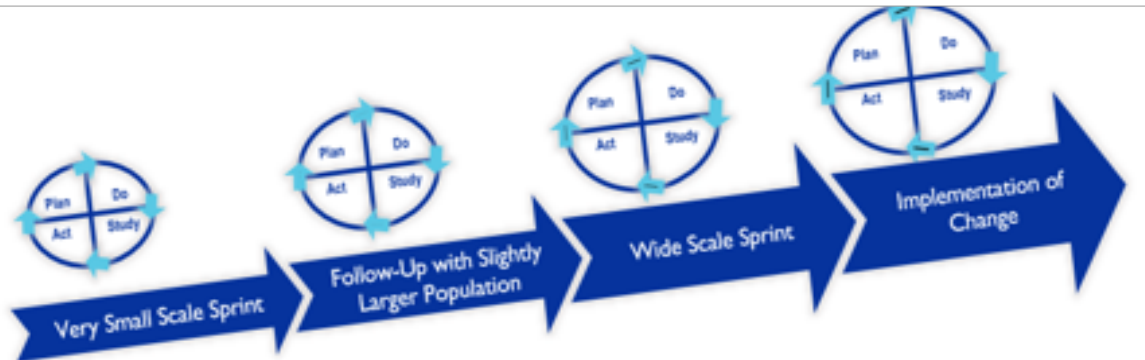 Plan Do
Act Study
Very Small Scale Sprint
Plan Do
Act Study
Follow-Up with Slightly
Larger Population
Plan Do
Act Study
Wide Scale Sprint
Plan Do
Act Study
Implementation of
Change